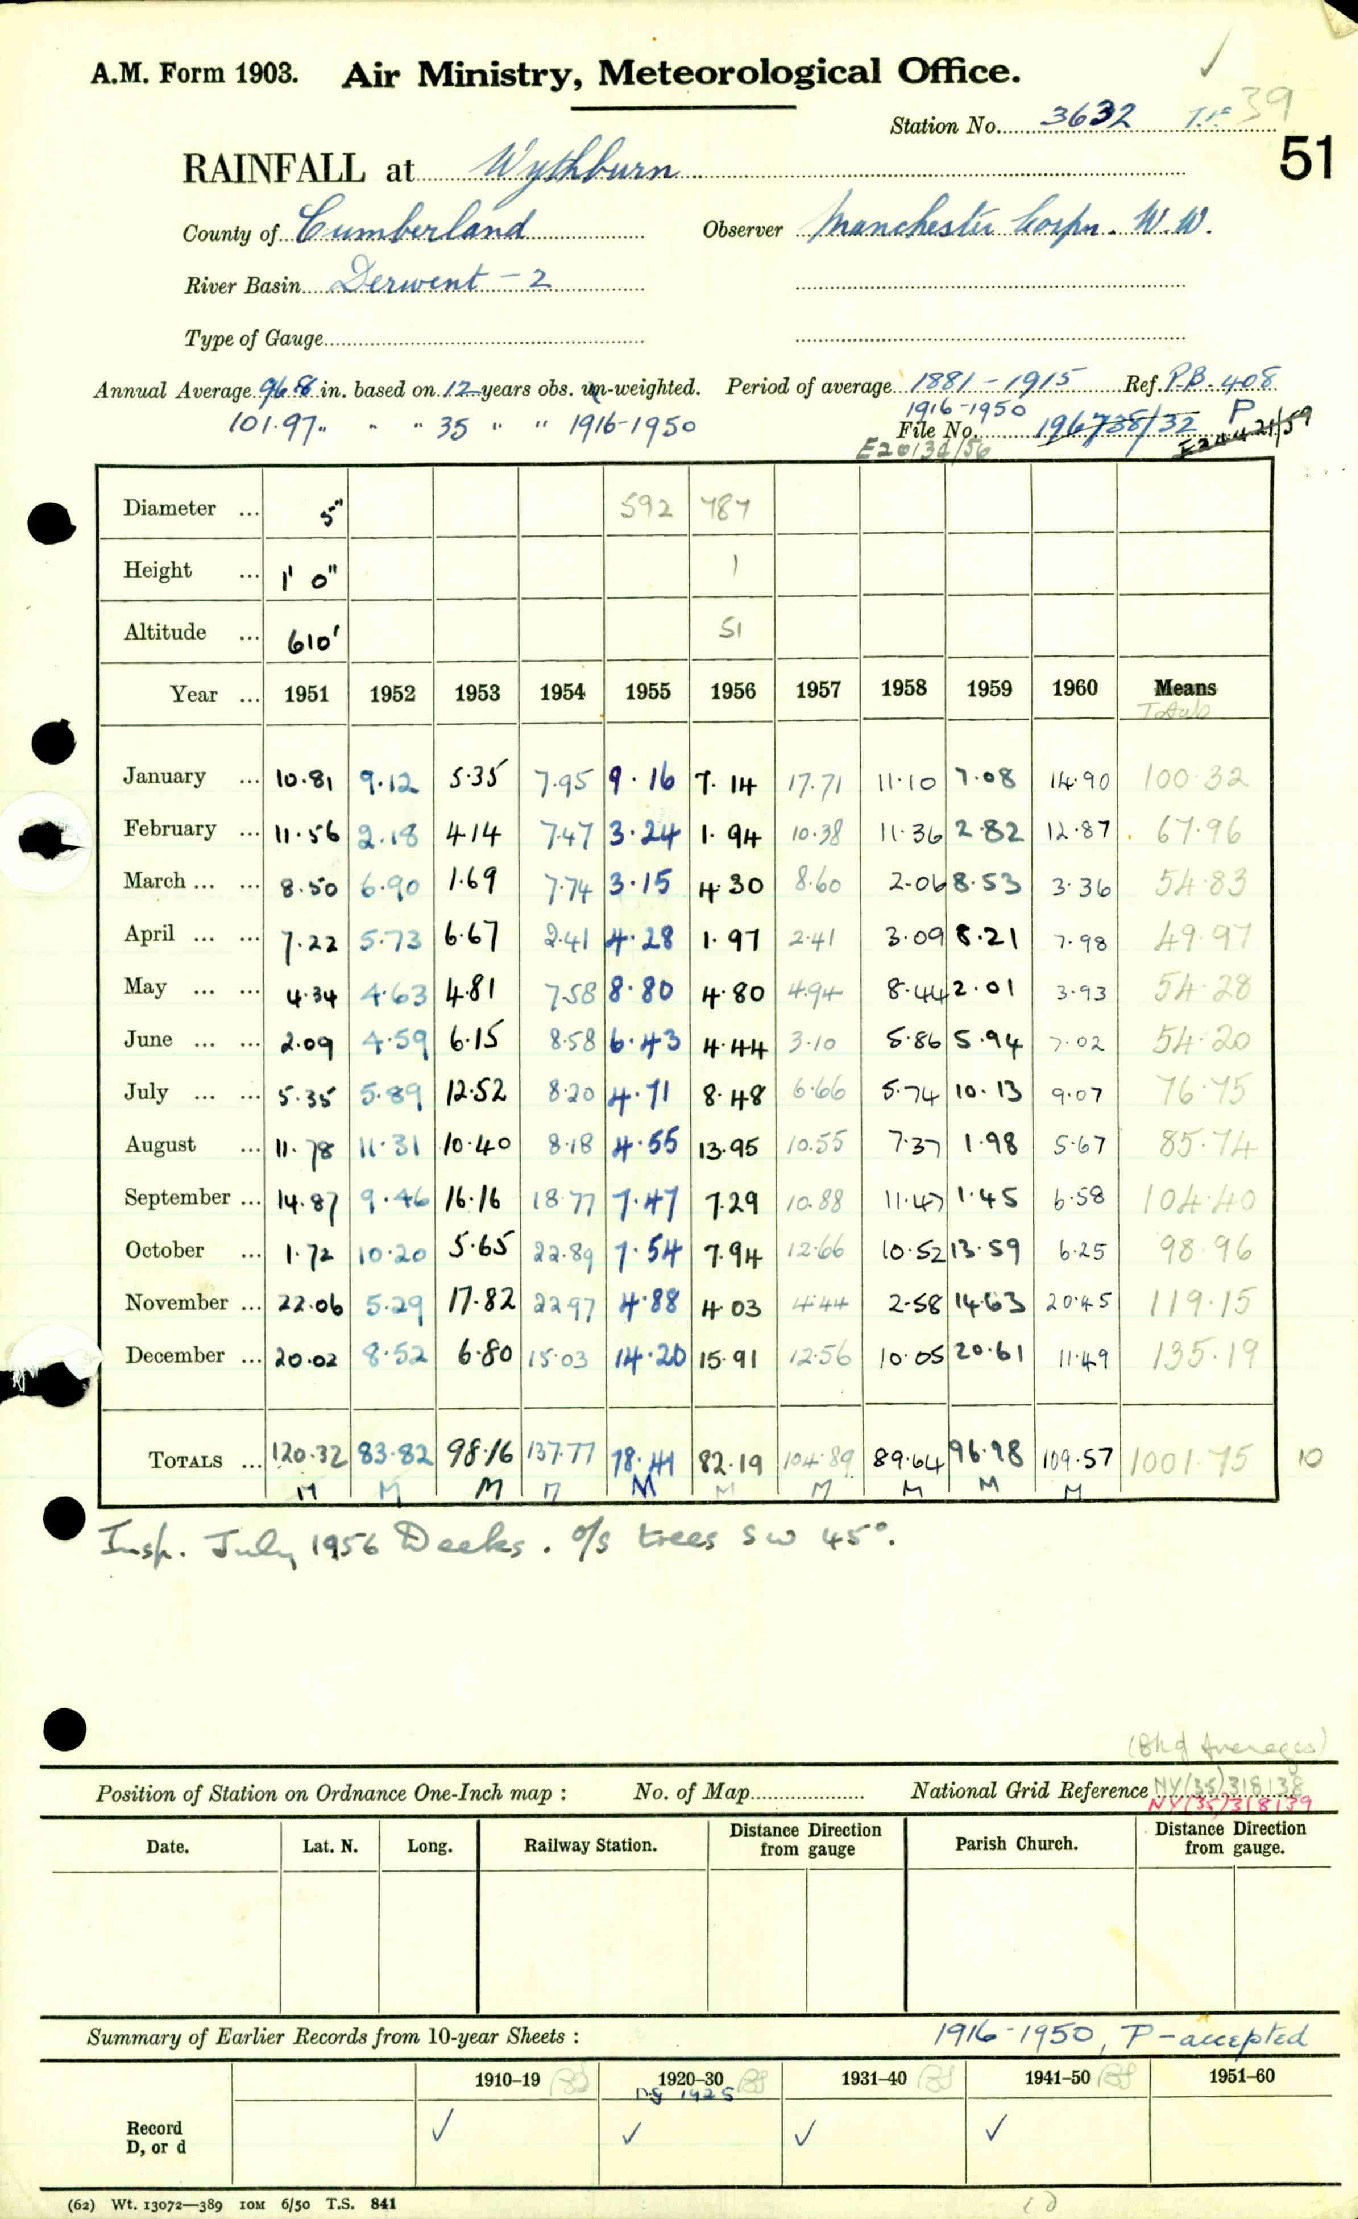 A.M. Form 1903. Air Ministry, Meteorological Office.
Station No. 3632 39
51
RAINFALL at Wythburn
County of Cumberland Observer Manchester Corpn. W.W.
River Basin Derwent - 2
Type of Gauge
Annual Average in. based on 12 years obs. un-weighted. Period of average 1881-1915 Ref. P.B. 408
101.97 " " " 35 " " 1916-1950 1916-1950
File No. 196738/32 P
E20134/56
Diameter ... 5" 592 787
Height ... 1' 0" 1
Altitude ... 610' 51
Year ... 1951 1952 1953 1954 1955 1956 1957 1958 1959 1960 Means
Totals
January ... 10.81 9.12 5.35 7.95 9.16 7.14 17.71 11.10 7.08 14.90 100.32
February ... 11.56 2.18 4.14 7.47 3.24 1.94 10.38 11.36 2.82 12.87 67.96
March ... ... 8.50 6.90 1.69 7.74 3.15 4.30 8.60 2.06 8.53 3.36 54.83
April ... ... 7.22 5.73 6.67 2.41 4.28 1.97 2.41 3.09 8.21 7.98 49.97
May ... ... 4.34 4.63 4.81 7.58 8.80 4.80 4.94 8.44 2.01 3.93 54.28
June ... ... 2.09 4.59 6.15 8.58 6.43 4.44 3.10 5.86 5.94 7.02 54.20
July ... ... 5.35 5.89 12.52 8.20 4.71 8.48 6.66 5.74 10.13 9.07 76.75
August ... 11.78 11.31 10.40 8.18 4.55 13.95 10.55 7.37 1.98 5.67 85.74
September ... 14.87 9.46 16.16 18.77 7.47 7.29 10.88 11.47 1.45 6.58 104.40
October ... 1.72 10.20 5.65 22.89 7.54 7.94 12.66 10.52 13.59 6.25 98.96
November ... 22.06 5.29 17.82 22.97 4.88 4.03 4.44 2.58 14.63 20.45 119.15
December ... 20.02 8.52 6.80 15.03 14.20 15.91 12.56 10.05 20.61 11.49 135.19
TOTALS ... 120.32 83.82 98.16 137.77 78.41 82.19 104.89 89.64 96.98 109.57 1001.75 10
M M M M M M M M M M
Insp. July 1956 Deeks. o/s trees SW 45°.
(Bkd Averages)
Position of Station on Ordnance One-Inch map : No. of Map National Grid Reference NY(35)318138
NY(35)318139
Date. Lat. N. Long. Railway Station. Distance from Direction gauge Parish Church. Distance from Direction gauge.
Summary of Earlier Records from 10-year Sheets : 1916-1950, P-accepted
1910–19 1920–30 1931–40 1941–50 1951–60
1925
Record ✓ ✓ ✓ ✓
D, or d
(62) Wt. 13072—389 10M 6/50 T.S. 841